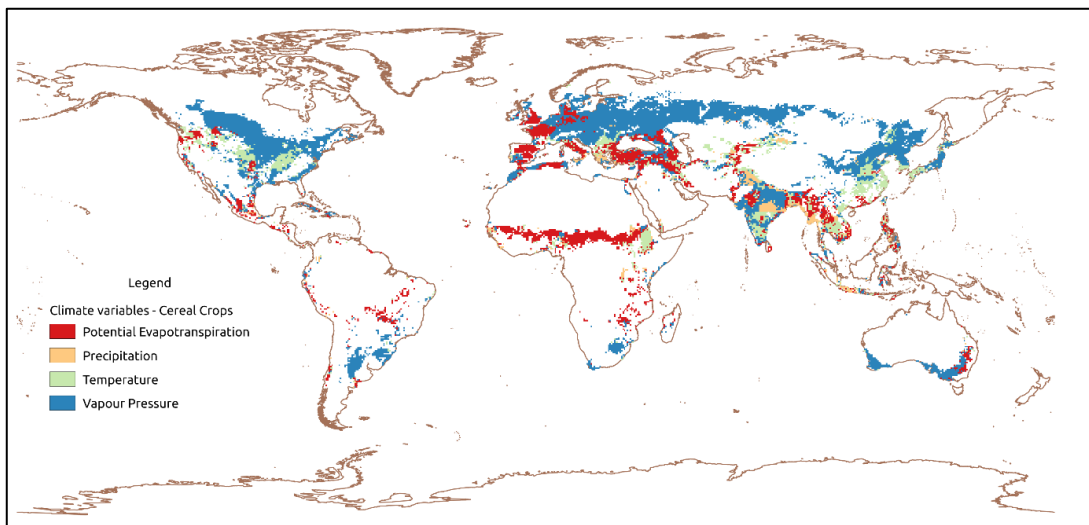 Legend
Climate variables - Cereal Crops
Potential Evapotranspiration
Precipitation
Temperature
Vapour Pressure